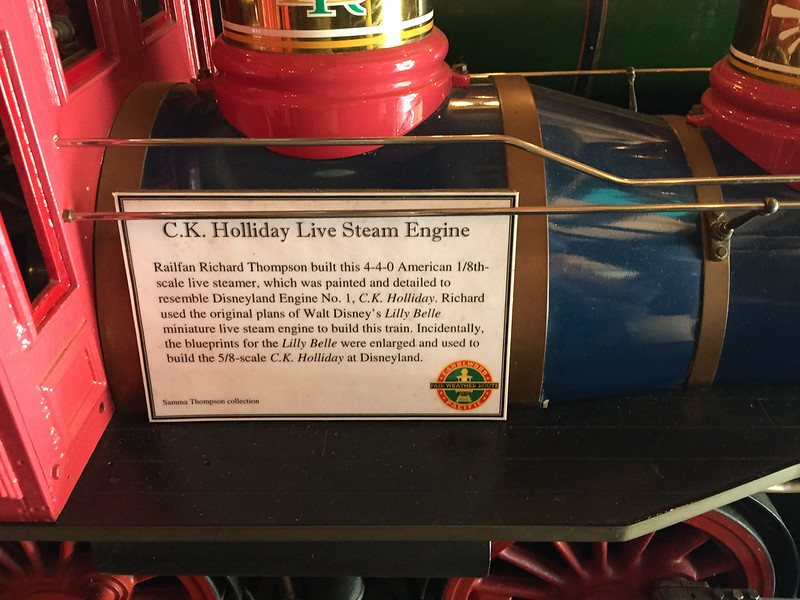 R
C.K. Holliday Live Steam Engine
Railfan Richard Thompson built this 4-4-0 American 1/8th-
scale live steamer, which was painted and detailed to
resemble Disneyland Engine No. 1, C.K. Holliday. Richard
used the original plans of Walt Disney's Lilly Belle
miniature live steam engine to build this train. Incidentally,
the blueprints for the Lilly Belle were enlarged and used to
build the 5/8-scale C.K. Holliday at Disneyland.
Samma Thompson collection
CAROLWOOD
FAIR WEATHER ROUTE
PACIFIC